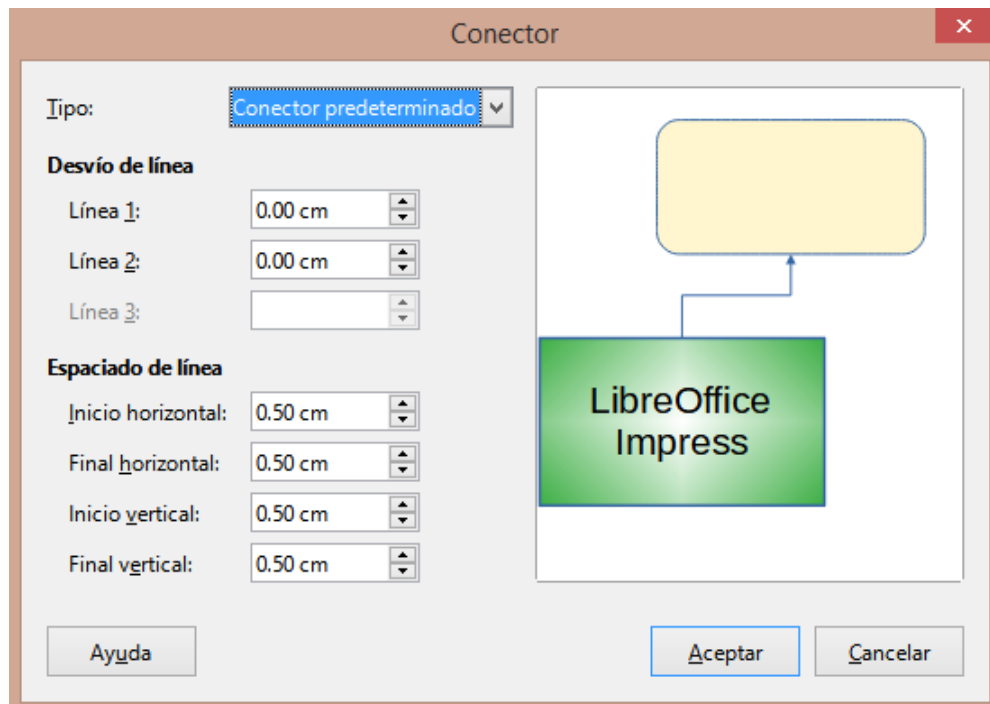 Conector
Tipo: Conector predeterminado
Desvío de línea
Línea 1: 0.00 cm
Línea 2: 0.00 cm
Línea 3:
Espaciado de línea
Inicio horizontal: 0.50 cm
Final horizontal: 0.50 cm
Inicio vertical: 0.50 cm
Final vertical: 0.50 cm
LibreOffice
Impress
Ayuda
Aceptar
Cancelar